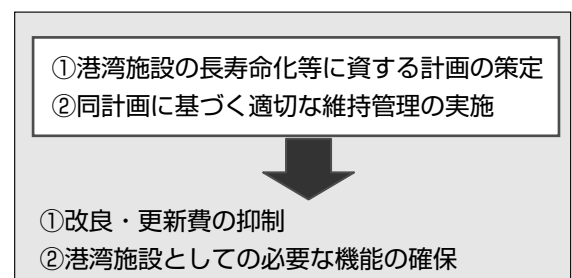 ①港湾施設の長寿命化等に資する計画の策定
②同計画に基づく適切な維持管理の実施
①改良・更新費の抑制
②港湾施設としての必要な機能の確保